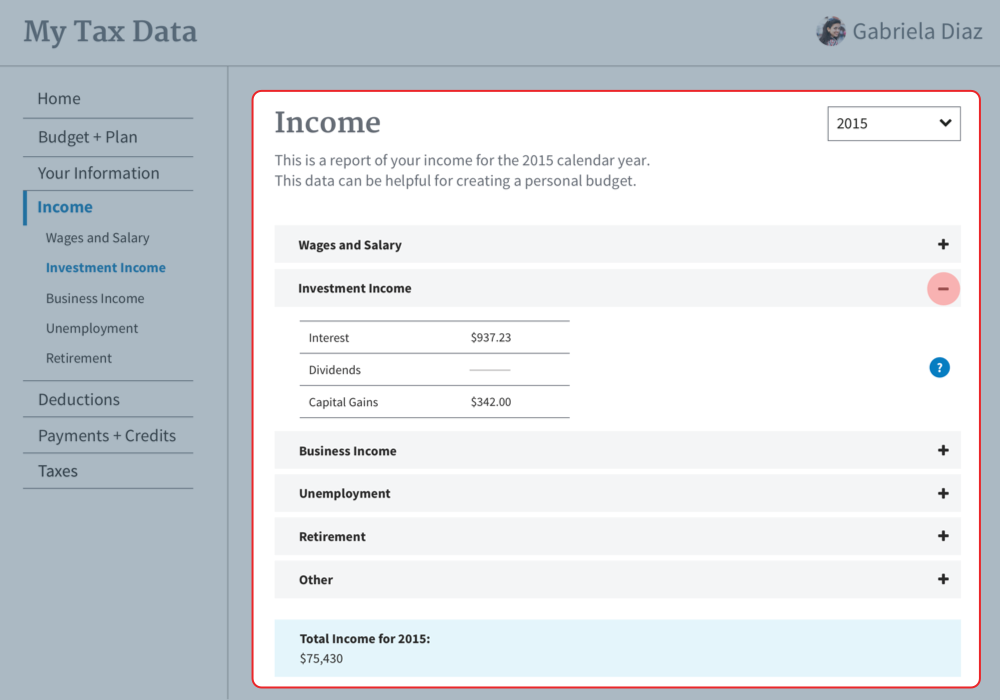 My Tax Data
Gabriela Diaz
Home
Budget + Plan
Your Information
Income
Wages and Salary
Investment Income
Business Income
Unemployment
Retirement
Deductions
Payments + Credits
Taxes
Income
2015
This is a report of your income for the 2015 calendar year.
This data can be helpful for creating a personal budget.
Wages and Salary +
Investment Income −
Interest $937.23
Dividends ———
Capital Gains $342.00
?
Business Income +
Unemployment +
Retirement +
Other +
Total Income for 2015:
$75,430